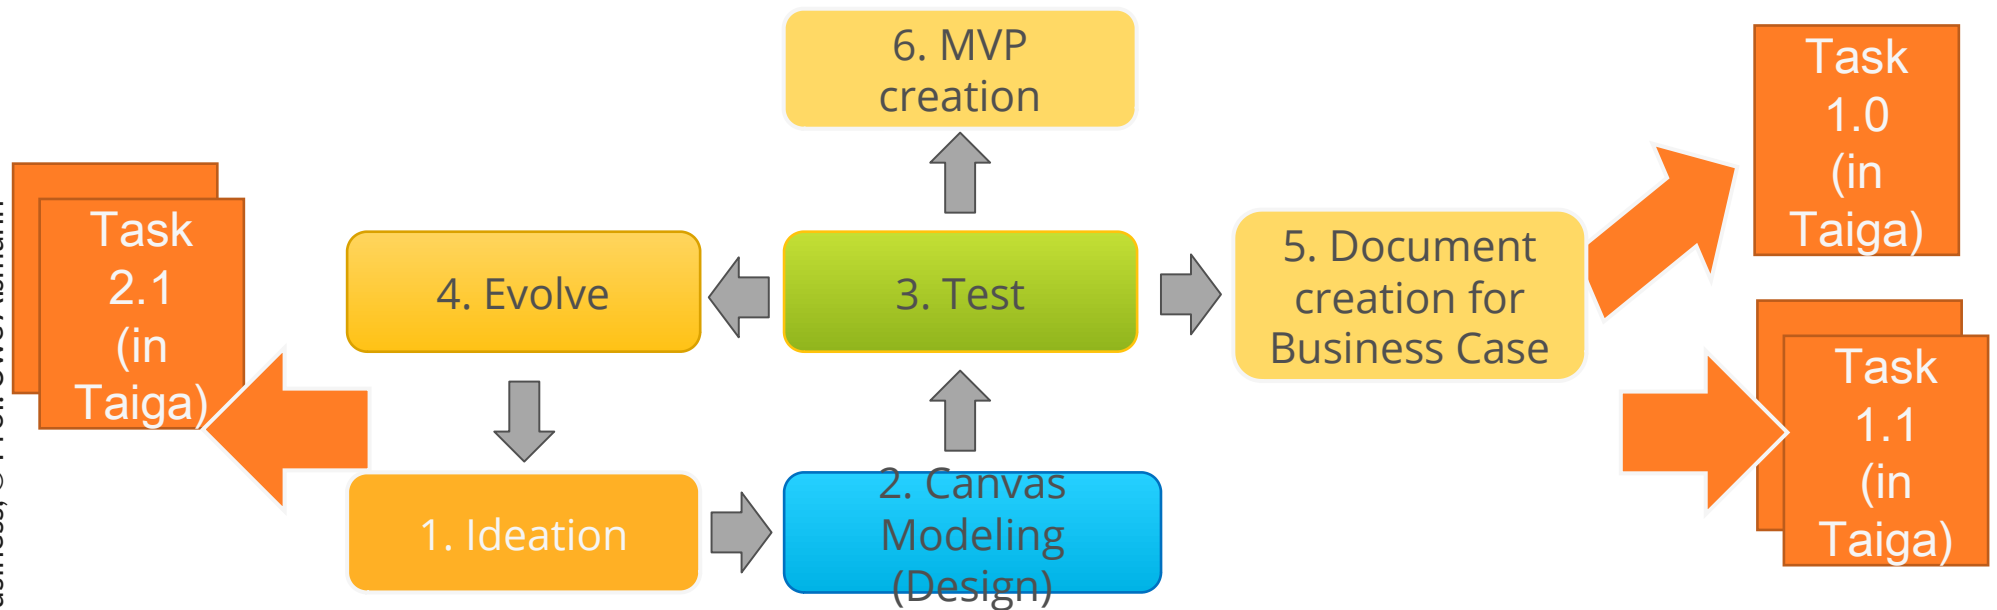 6. MVP
creation
Task
1.0
(in
Taiga)
Task
2.1
(in
Taiga)
4. Evolve
3. Test
5. Document
creation for
Business Case
Task
1.1
(in
Taiga)
1. Ideation
2. Canvas
Modeling
(Design)